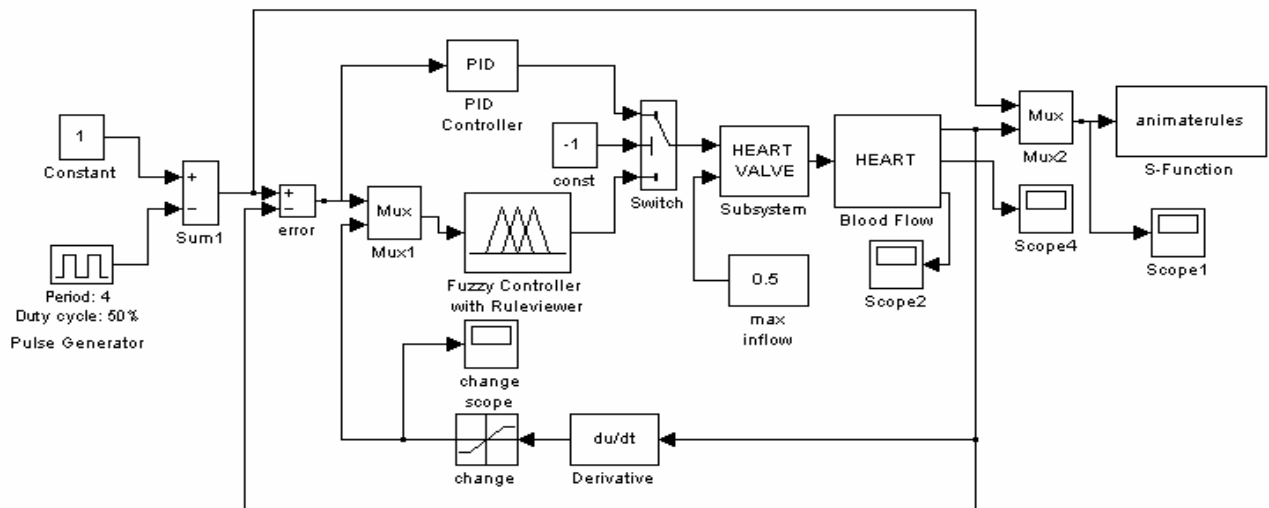 1
Constant
+
−
Sum1
Period: 4
Duty cycle: 50%
Pulse Generator
+
−
error
PID
PID
Controller
Mux
Mux1
Fuzzy Controller
with Ruleviewer
-1
const
Switch
HEART
VALVE
Subsystem
HEART
Blood Flow
0.5
max
inflow
Scope2
Scope4
Mux
Mux2
animaterules
S-Function
Scope1
change
scope
change
du/dt
Derivative